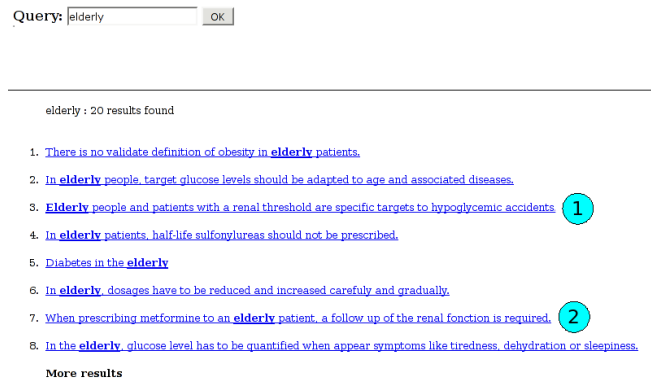 Query: elderly OK
elderly : 20 results found
1. There is no validate definition of obesity in elderly patients.
2. In elderly people, target glucose levels should be adapted to age and associated diseases.
3. Elderly people and patients with a renal threshold are specific targets to hypoglycemic accidents. 1
4. In elderly patients, half-life sulfonylureas should not be prescribed.
5. Diabetes in the elderly
6. In elderly, dosages have to be reduced and increased carefuly and gradually.
7. When prescribing metformine to an elderly patient, a follow up of the renal fonction is required. 2
8. In the elderly, glucose level has to be quantified when appear symptoms like tiredness, dehydration or sleepiness.
More results